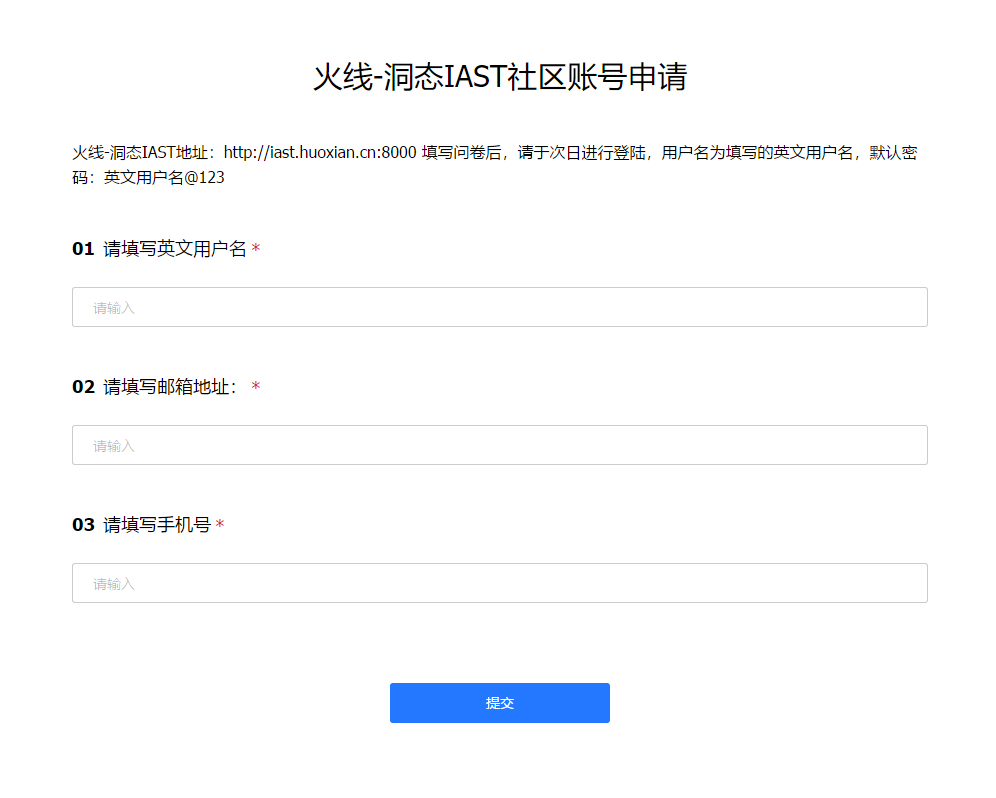 火线-洞态IAST社区账号申请
火线-洞态IAST地址：http://iast.huoxian.cn:8000 填写问卷后，请于次日进行登陆，用户名为填写的英文用户名，默认密
码：英文用户名@123
01 请填写英文用户名 *
请输入
02 请填写邮箱地址： *
请输入
03 请填写手机号 *
请输入
提交